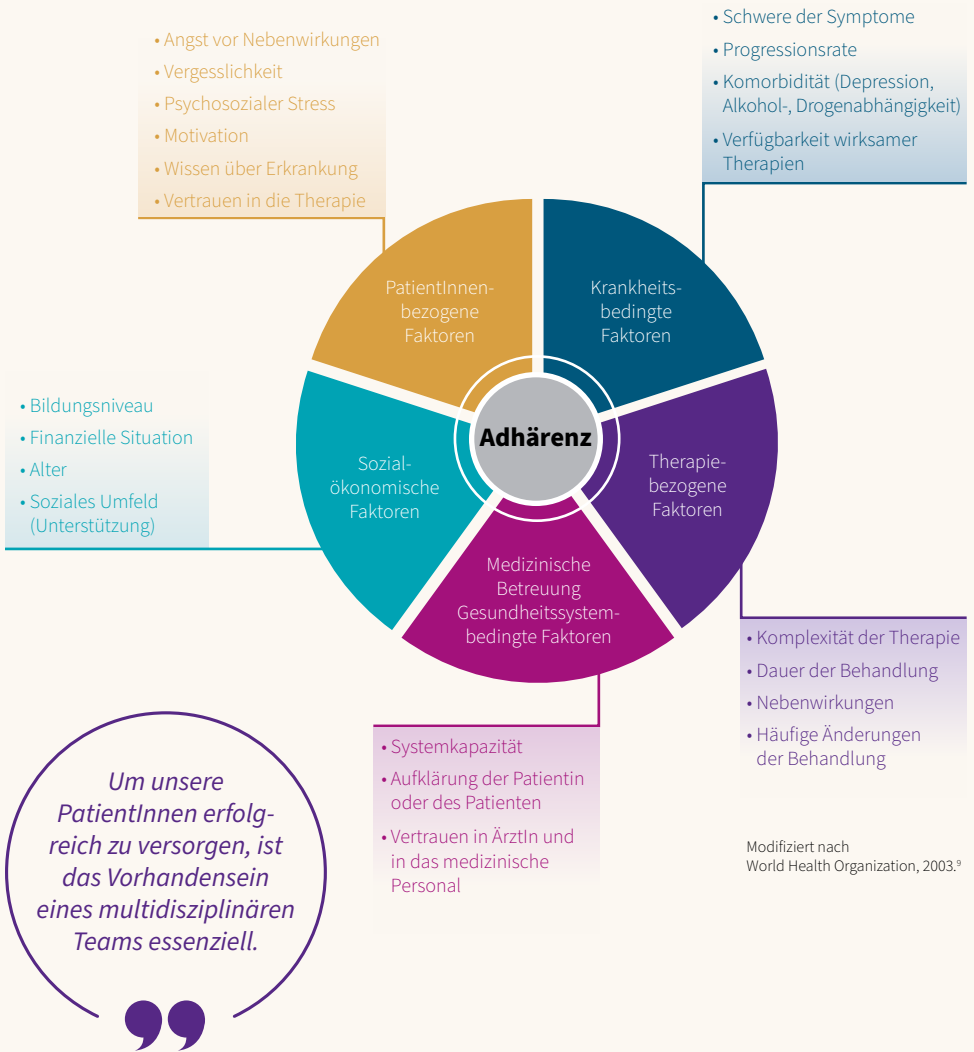 • Angst vor Nebenwirkungen
• Vergesslichkeit
• Psychosozialer Stress
• Motivation
• Wissen über Erkrankung
• Vertrauen in die Therapie
• Schwere der Symptome
• Progressionsrate
• Komorbidität (Depression,
Alkohol-, Drogenabhängigkeit)
• Verfügbarkeit wirksamer
Therapien
PatientInnen-
bezogene
Faktoren
Krankheits-
bedingte
Faktoren
• Bildungsniveau
• Finanzielle Situation
• Alter
• Soziales Umfeld
(Unterstützung)
Sozial-
ökonomische
Faktoren
Adhärenz
Therapie-
bezogene
Faktoren
Medizinische
Betreuung
Gesundheitssystem-
bedingte Faktoren
• Komplexität der Therapie
• Dauer der Behandlung
• Nebenwirkungen
• Häufige Änderungen
der Behandlung
• Systemkapazität
• Aufklärung der Patientin
oder des Patienten
• Vertrauen in ÄrztIn und
in das medizinische
Personal
Um unsere
PatientInnen erfolg-
reich zu versorgen, ist
das Vorhandensein
eines multidisziplinären
Teams essenziell.
”
Modifiziert nach
World Health Organization, 2003.⁹